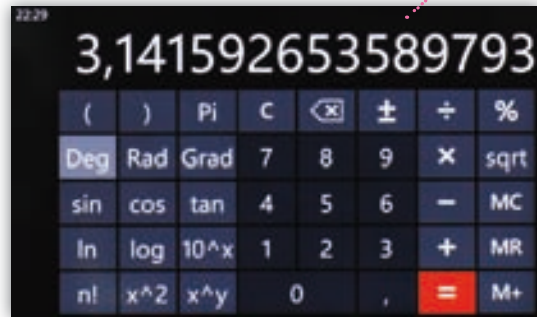 22:29
3,141592653589793
( ) Pi C ⌫ ± ÷ %
Deg Rad Grad 7 8 9 × sqrt
sin cos tan 4 5 6 − MC
ln log 10^x 1 2 3 + MR
n! x^2 x^y 0 , = M+